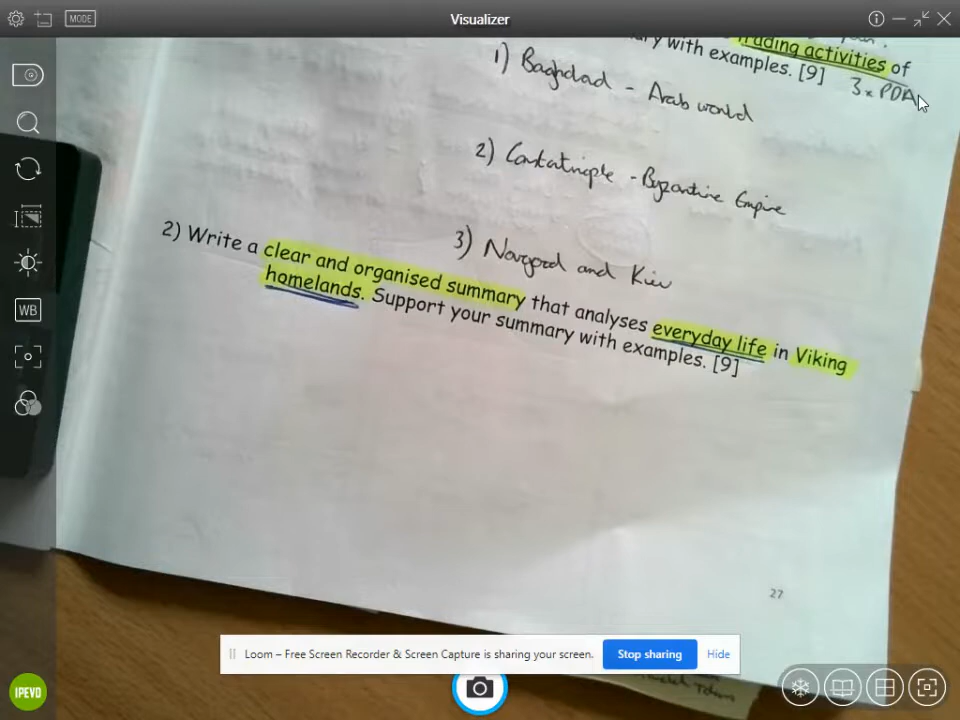 MODE
Visualizer
Trading activities of
ary with examples. [9]
3 x PDA
1) Baghdad - Arab world
2) Constatinople - Byzantine Empire
3) Novgorod and Kiev
2) Write a clear and organised summary that analyses everyday life in Viking
homelands. Support your summary with examples. [9]
WB
27
Loom – Free Screen Recorder & Screen Capture is sharing your screen.
Stop sharing
Hide
IPEVO